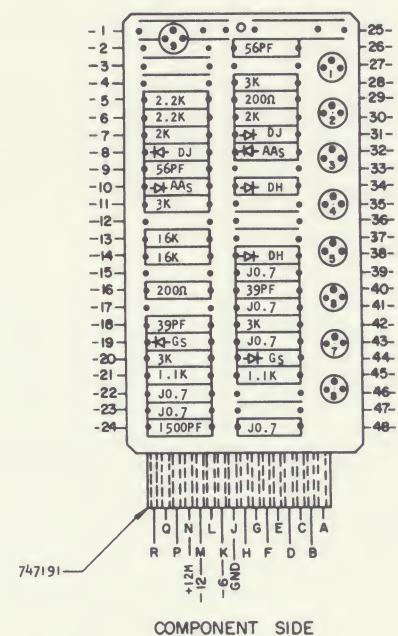 -1- 9 -25-
-2- 56PF -26-
-3- 1 -27-
-4- 3K -28-
-5- 2.2K 200Ω -29-
-6- 2.2K 2K 2 -30-
-7- 2K DJ -31-
-8- DJ AAS 3 -32-
-9- 56PF -33-
-10- AAS DH -34-
-11- 3K 4 -35-
-12- -36-
-13- 16K 5 -37-
-14- 16K DH -38-
-15- J0.7 -39-
-16- 200Ω 39PF 6 -40-
-17- J0.7 -41-
-18- 39PF 3K -42-
-19- GS J0.7 7 -43-
-20- 3K GS -44-
-21- 1.1K 1.1K -45-
-22- J0.7 8 -46-
-23- J0.7 -47-
-24- 1500PF J0.7 -48-
R Q P N M L K J H G F E D C B A
+12M -12 -6 GND
747191
COMPONENT SIDE